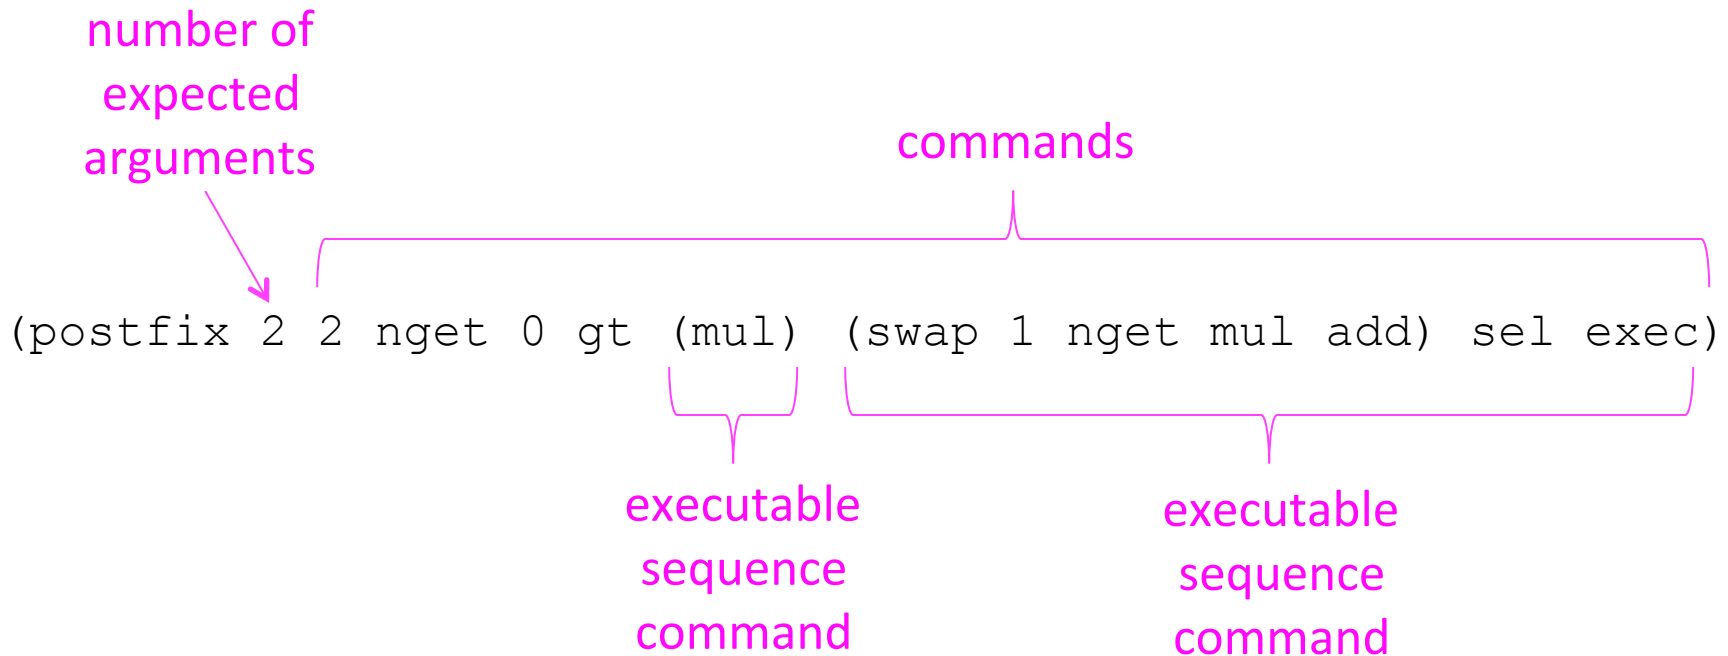 number of
expected
arguments
commands
(postfix 2 2 nget 0 gt (mul) (swap 1 nget mul add) sel exec)
executable
sequence
command
executable
sequence
command